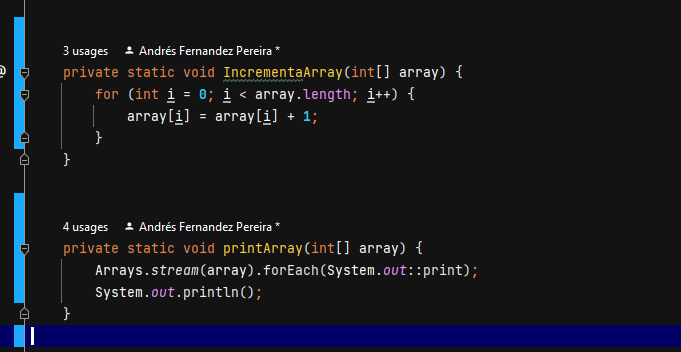 3 usages Andrés Fernandez Pereira *
@
private static void IncrementaArray(int[] array) {
for (int i = 0; i < array.length; i++) {
array[i] = array[i] + 1;
}
}
4 usages Andrés Fernandez Pereira *
private static void printArray(int[] array) {
Arrays.stream(array).forEach(System.out::print);
System.out.println();
}